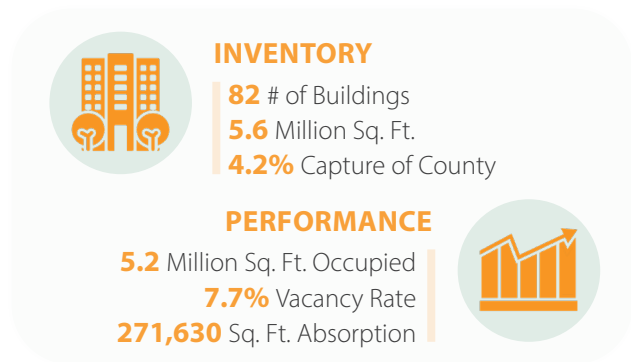 INVENTORY
82 # of Buildings
5.6 Million Sq. Ft.
4.2% Capture of County
PERFORMANCE
5.2 Million Sq. Ft. Occupied
7.7% Vacancy Rate
271,630 Sq. Ft. Absorption